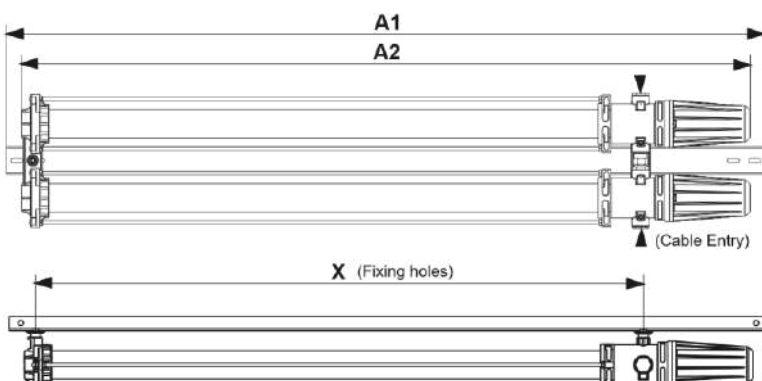 A1
A2
(Cable Entry)
X (Fixing holes)